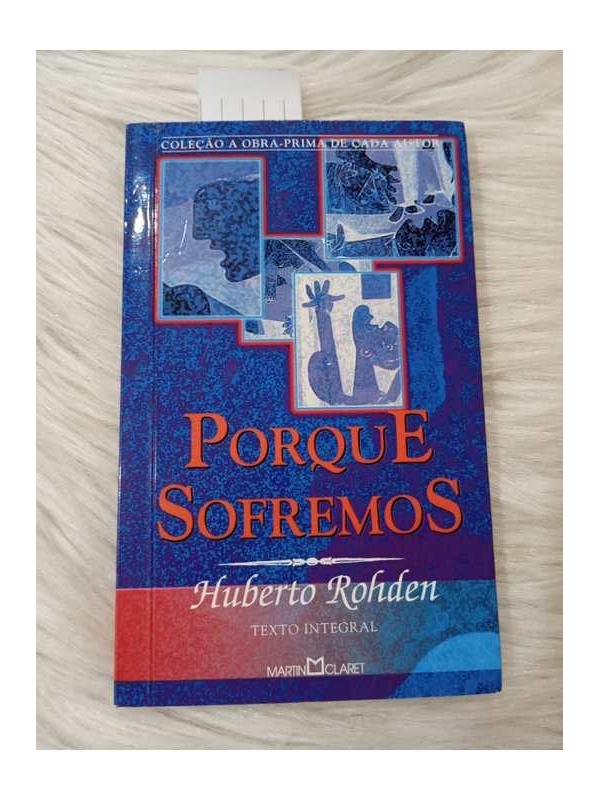 COLEÇÃO A OBRA-PRIMA DE CADA AUTOR
PORQUE
SOFREMOS
Huberto Rohden
TEXTO INTEGRAL
MARTIN CLARET